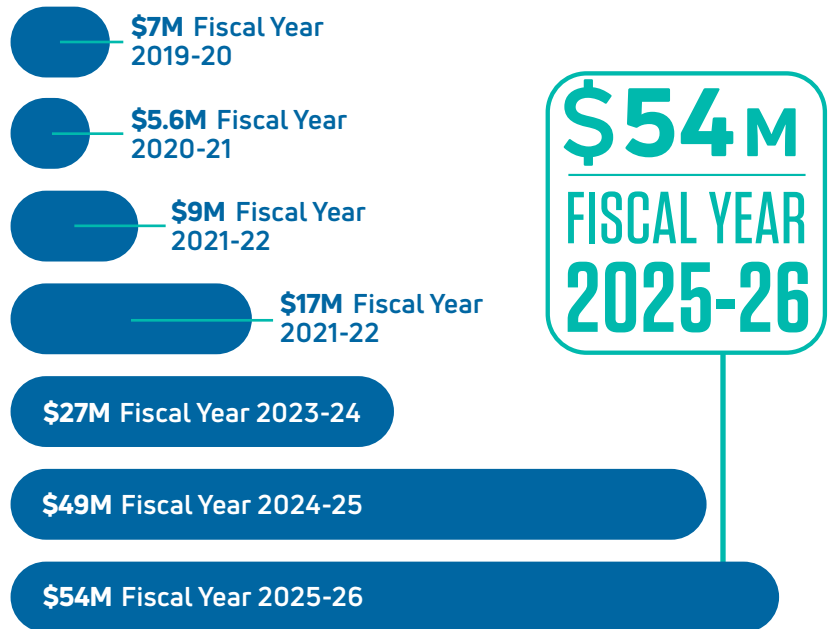 $7M Fiscal Year
2019-20
$5.6M Fiscal Year
2020-21
$9M Fiscal Year
2021-22
$17M Fiscal Year
2021-22
$27M Fiscal Year 2023-24
$49M Fiscal Year 2024-25
$54M Fiscal Year 2025-26
$54M
FISCAL YEAR
2025-26